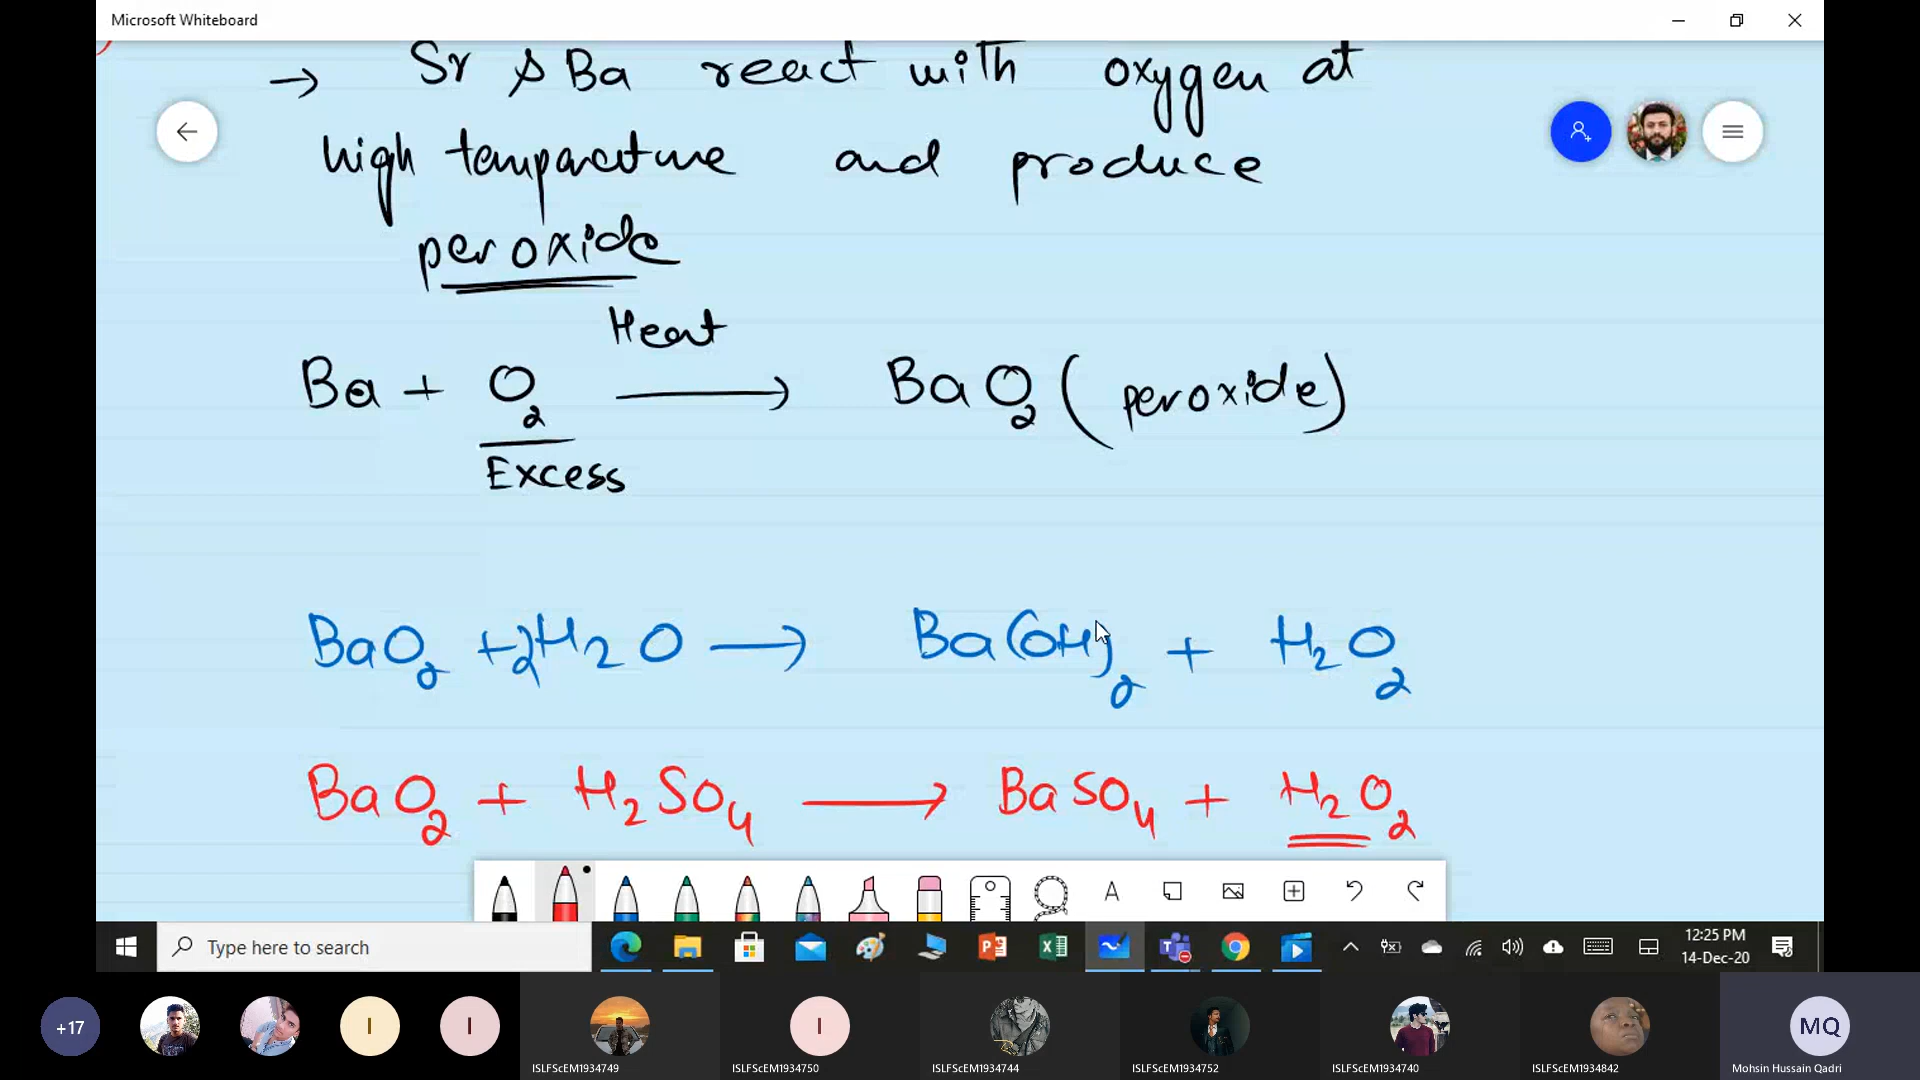 Microsoft Whiteboard
→ Sr & Ba react with oxygen at
high temparature and produce
peroxide
Heat
Ba + O₂ ⟶ BaO₂ (peroxide)
Excess
BaO₂ + 2H₂O ⟶ Ba(OH)₂ + H₂O₂
BaO₂ + H₂SO₄ ⟶ BaSO₄ + H₂O₂
Type here to search
12:25 PM
14-Dec-20
+17
I
I
I
MQ
ISLFScEM1934749
ISLFScEM1934750
ISLFScEM1934744
ISLFScEM1934752
ISLFScEM1934740
ISLFScEM1934842
Mohsin Hussain Qadri